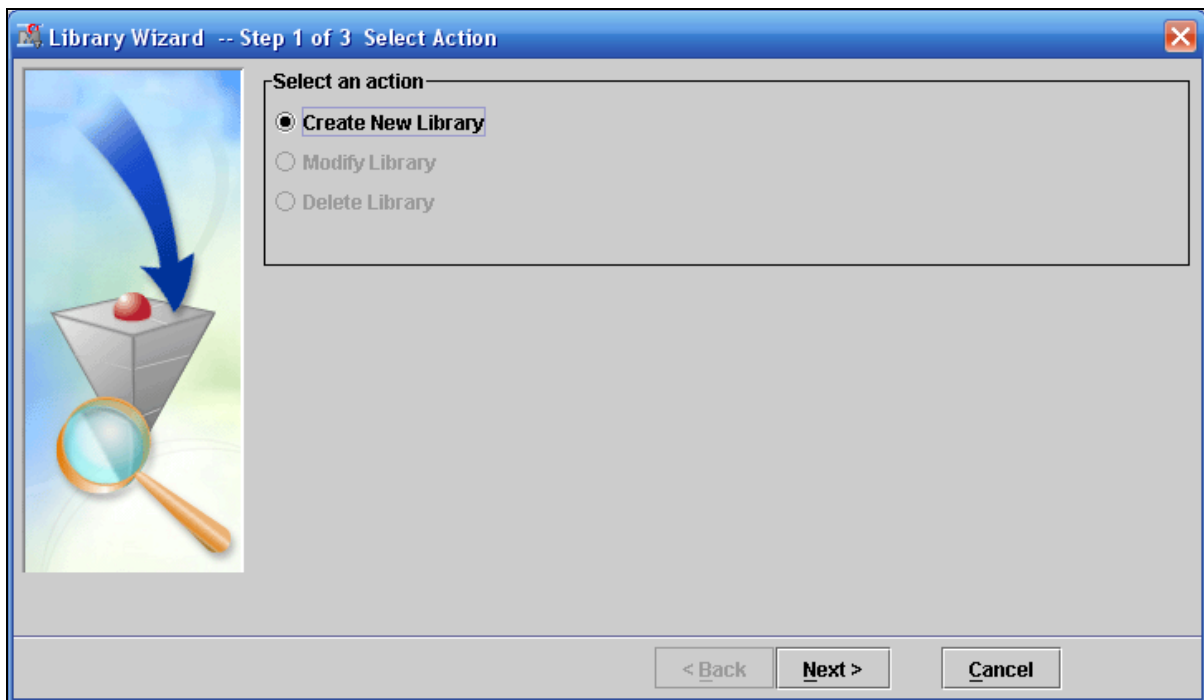 Library Wizard -- Step 1 of 3 Select Action
Select an action
Create New Library
Modify Library
Delete Library
< Back Next > Cancel